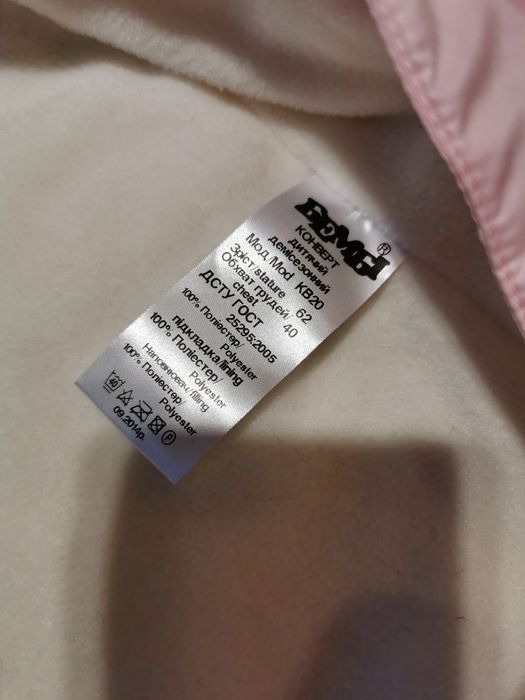 БЕМБІ®
КОНВЕРТ
дитячий
демісезонний
Мод/Mod КВ20
Зріст/stature 62
Обхват грудей/ 40
chest
ДСТУ ГОСТ
25295:2005
100% Поліестер/
Polyester
підкладка/lining
100% Поліестер/
Polyester
Наповнювач/filling
100% Поліестер/
Polyester
40 P
09.2014р.